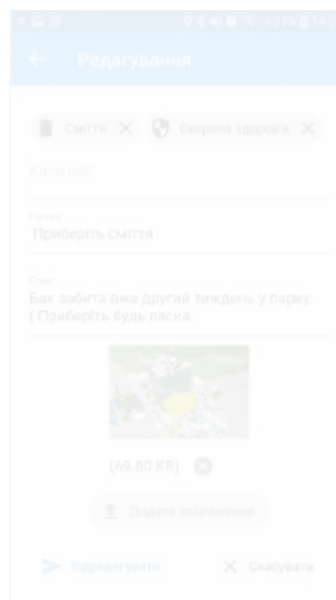 Редагування
Сміття
Охорона здоров'я
Категорії
Назва
Приберіть сміття
Опис
Бак забита вже другий тиждень у парку.
( Приберіть будь ласка.
(69.80 KB)
Додати зображення
Відредагувати
Скасувати